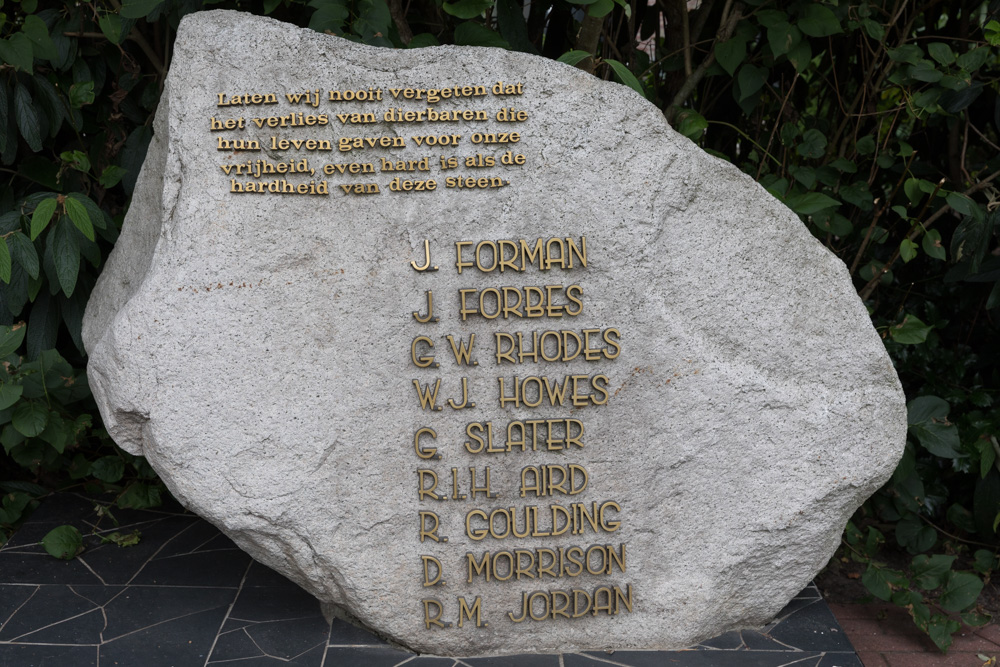 Laten wij nooit vergeten dat
het verlies van dierbaren die
hun leven gaven voor onze
vrijheid, even hard is als de
hardheid van deze steen.
J. FORMAN
J. FORBES
G. W. RHODES
W. J. HOWES
G. SLATER
R. I. H. AIRD
R. GOULDING
D. MORRISON
R. M. JORDAN